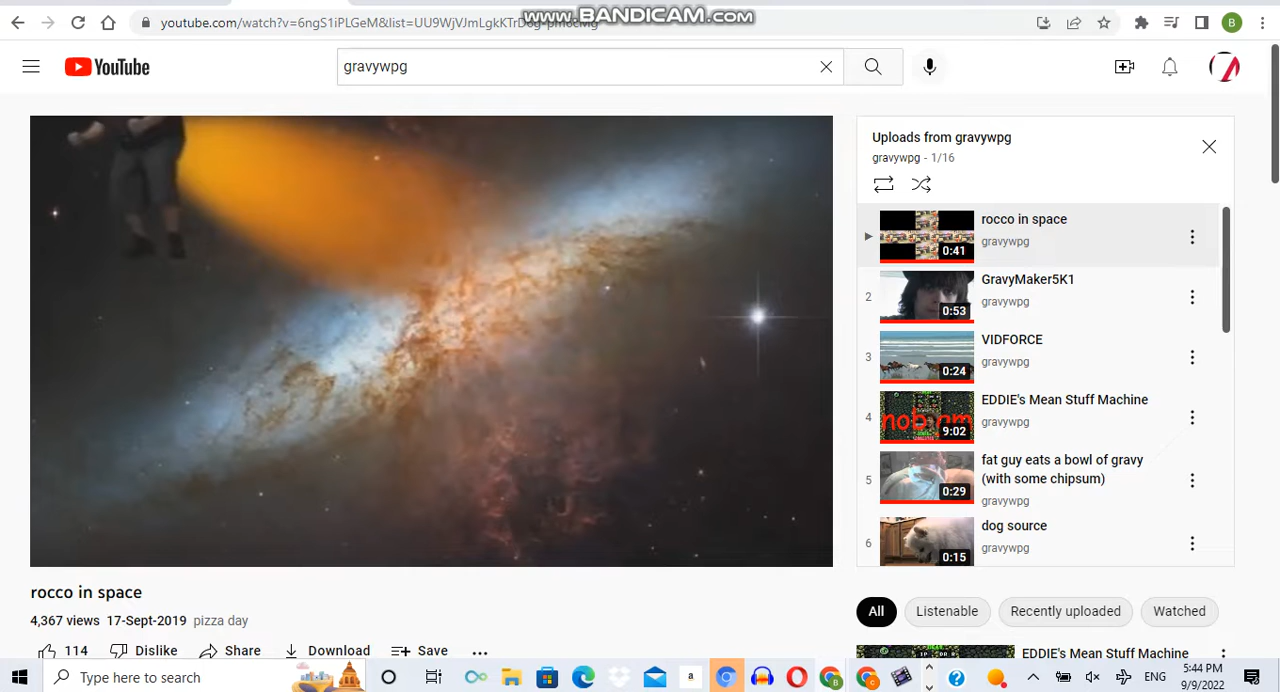 youtube.com/watch?v=6ngS1iPLGeM&list=UU9WjVJmLgkKTrD
www.BANDICAM.com
B
YouTube
gravywpg
Uploads from gravywpg
gravywpg - 1/16
rocco in space
gravywpg
0:41
2
GravyMaker5K1
gravywpg
0:53
3
VIDFORCE
gravywpg
0:24
4
EDDIE's Mean Stuff Machine
gravywpg
9:02
5
fat guy eats a bowl of gravy
(with some chipsum)
gravywpg
0:29
6
dog source
gravywpg
0:15
rocco in space
4,367 views 17-Sept-2019 pizza day
114 Dislike Share Download Save ...
All Listenable Recently uploaded Watched
EDDIE's Mean Stuff Machine
Type here to search
a
ENG
5:44 PM
9/9/2022